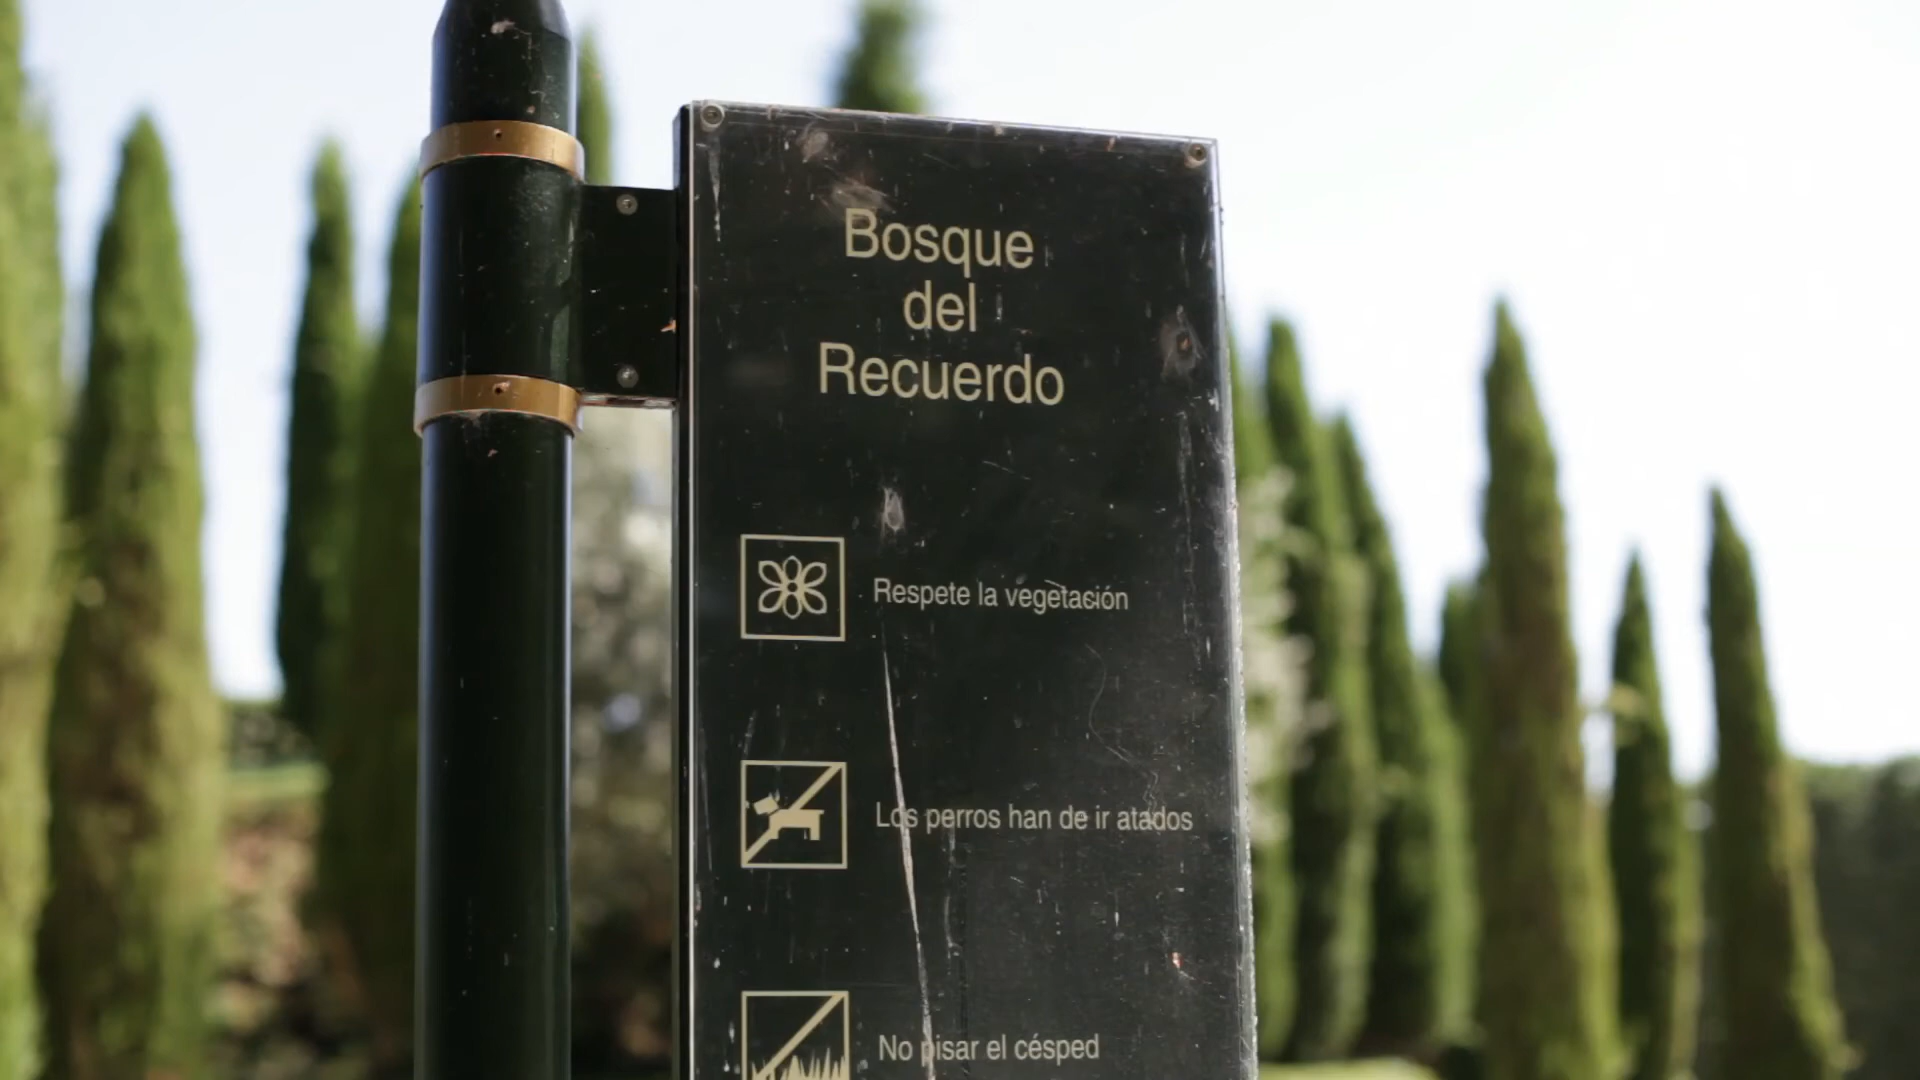 Bosque
del
Recuerdo
Respete la vegetación
Los perros han de ir atados
No pisar el césped